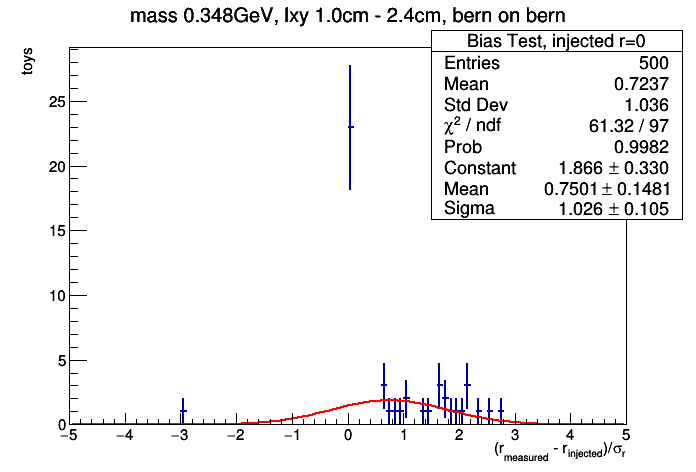 mass 0.348GeV, lxy 1.0cm - 2.4cm, bern on bern
Bias Test, injected r=0
Entries 500
Mean 0.7237
Std Dev 1.036
χ² / ndf 61.32 / 97
Prob 0.9982
Constant 1.866 ± 0.330
Mean 0.7501 ± 0.1481
Sigma 1.026 ± 0.105
toys
25
20
15
10
5
0
−5 −4 −3 −2 −1 0 1 2 3 4 5
(r_measured - r_injected)/σ_r